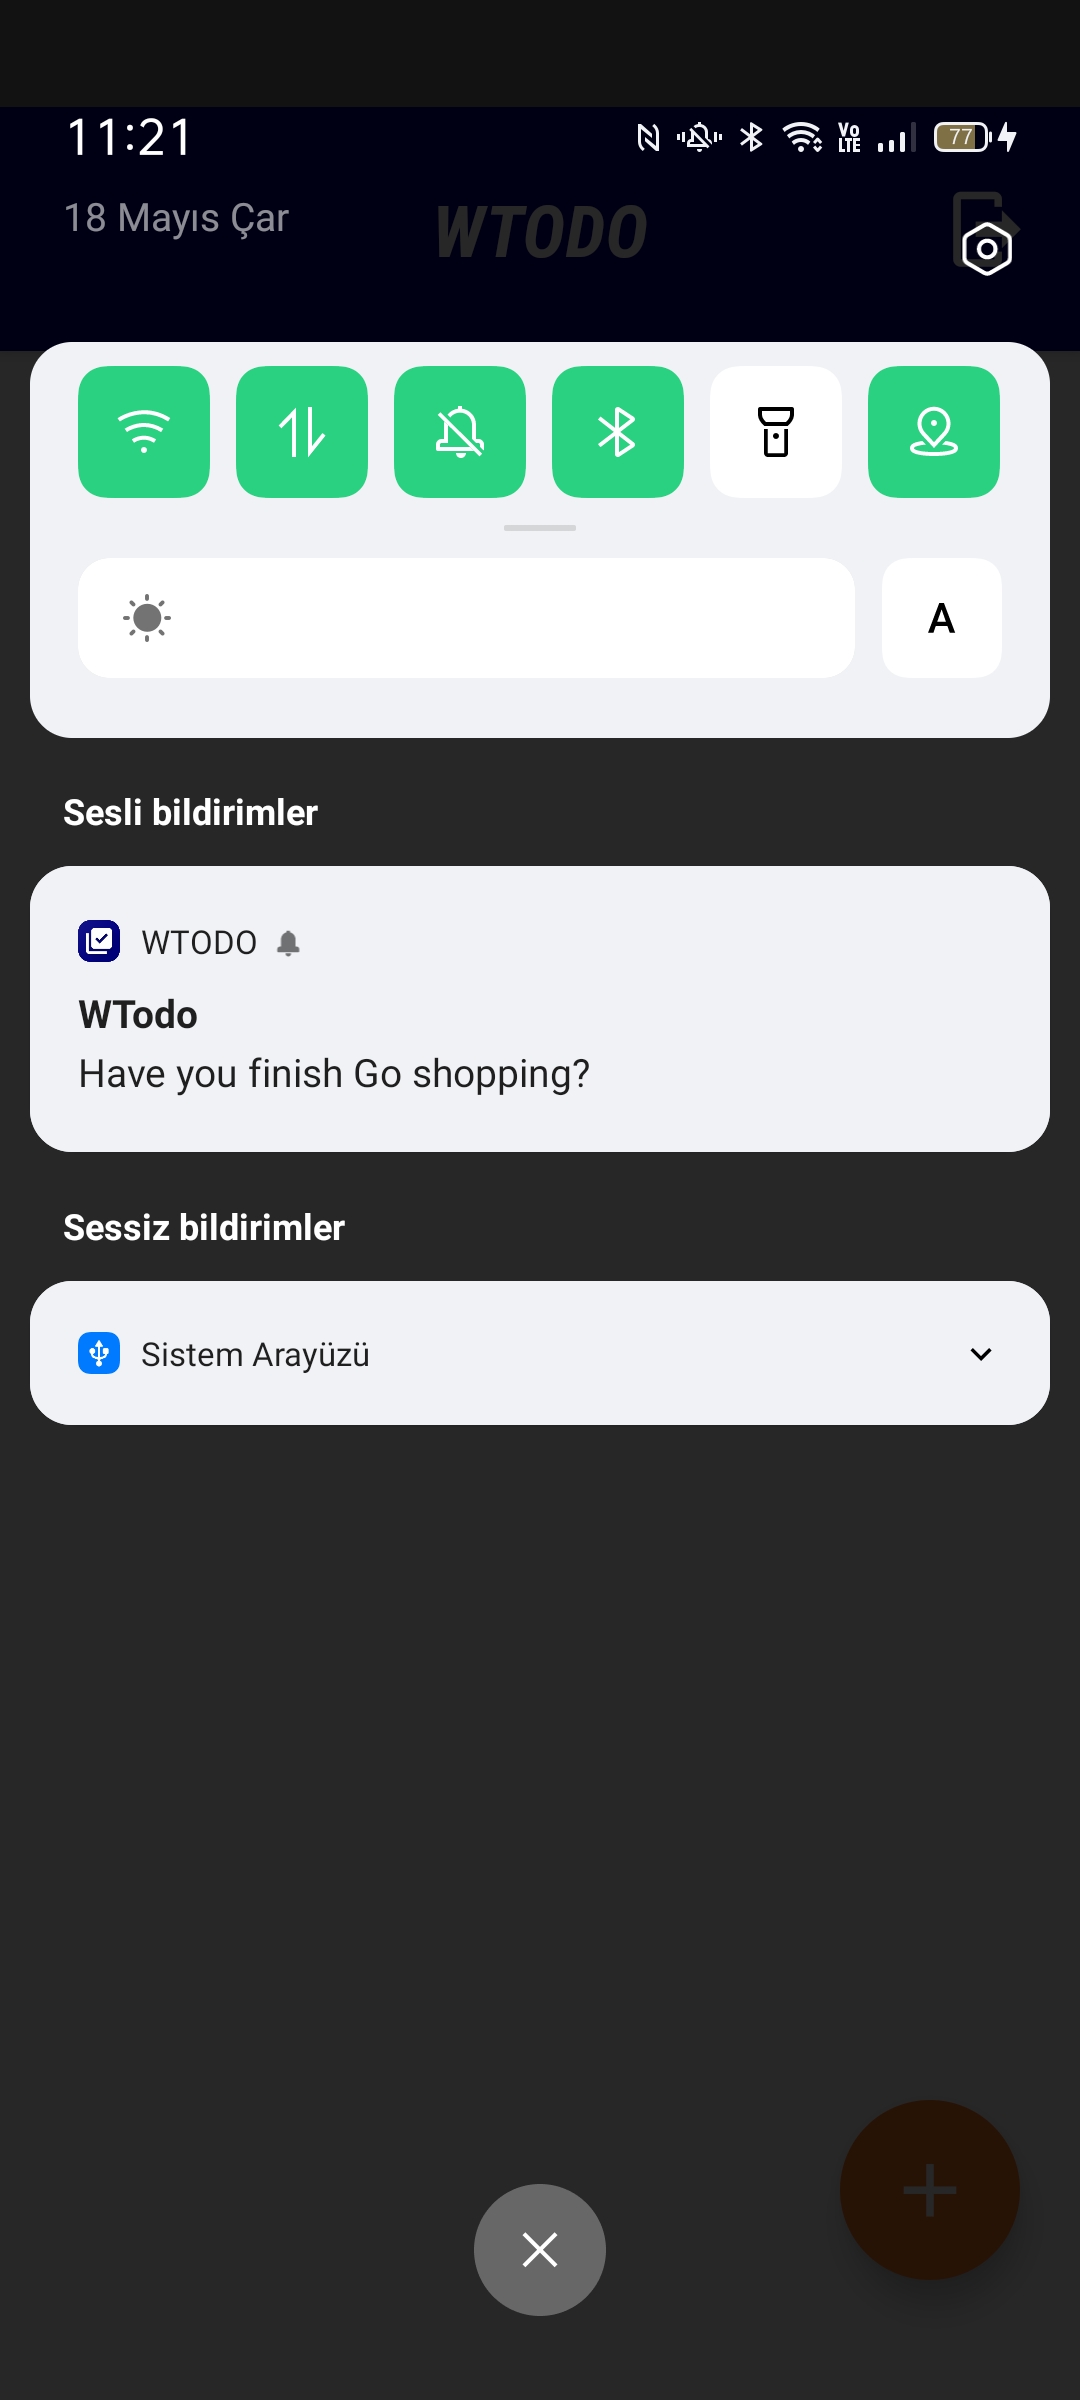 11:21
Vo
LTE
77
18 Mayıs Çar
WTODO
A
Sesli bildirimler
WTODO
WTodo
Have you finish Go shopping?
Sessiz bildirimler
Sistem Arayüzü